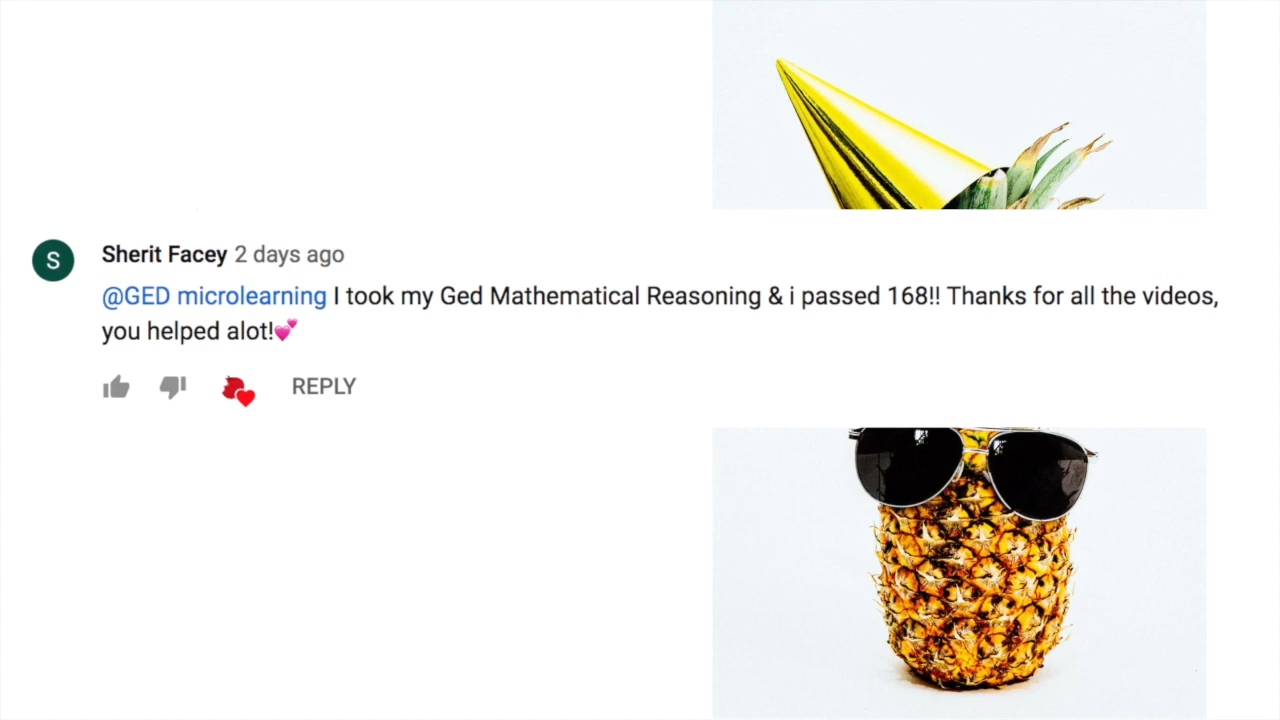 S
Sherit Facey 2 days ago
@GED microlearning I took my Ged Mathematical Reasoning & i passed 168!! Thanks for all the videos,
you helped alot!💕
REPLY